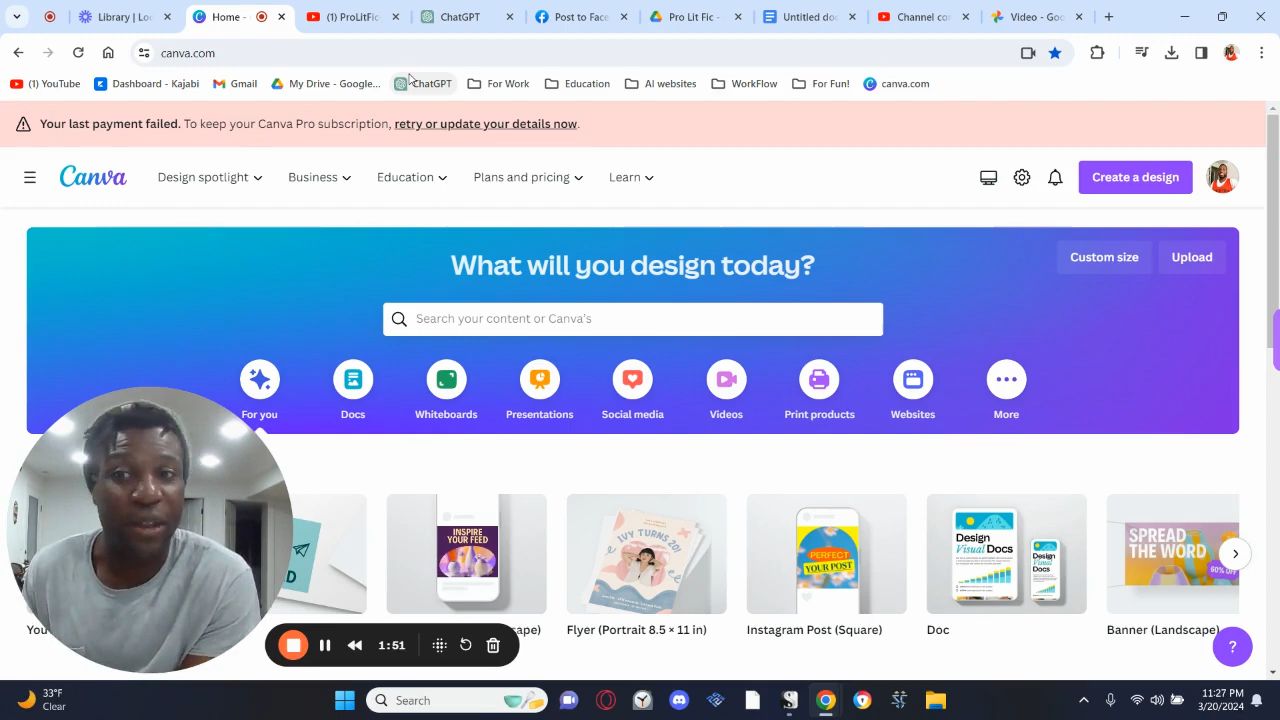 Library | Lo
Home -
(1) ProLitFic
ChatGPT
Post to Face
Pro Lit Fic -
Untitled doc
Channel co
Video - Goo
canva.com
(1) YouTube
Dashboard - Kajabi
Gmail
My Drive - Google...
ChatGPT
For Work
Education
AI websites
WorkFlow
For Fun!
canva.com
Your last payment failed. To keep your Canva Pro subscription, retry or update your details now.
Canva
Design spotlight
Business
Education
Plans and pricing
Learn
Create a design
What will you design today?
Custom size
Upload
Search your content or Canva's
For you
Docs
Whiteboards
Presentations
Social media
Videos
Print products
Websites
More
D
INSPIRE
YOUR FEED
IVY TURNS 20!
PERFECT
YOUR POST
Design
Visual Docs
Design
Visual
Docs
SPREAD
THE WORD
60% OFF
You
cape)
Flyer (Portrait 8.5 × 11 in)
Instagram Post (Square)
Doc
Banner (Landscape)
?
1:51
33°F
Clear
Search
11:27 PM
3/20/2024